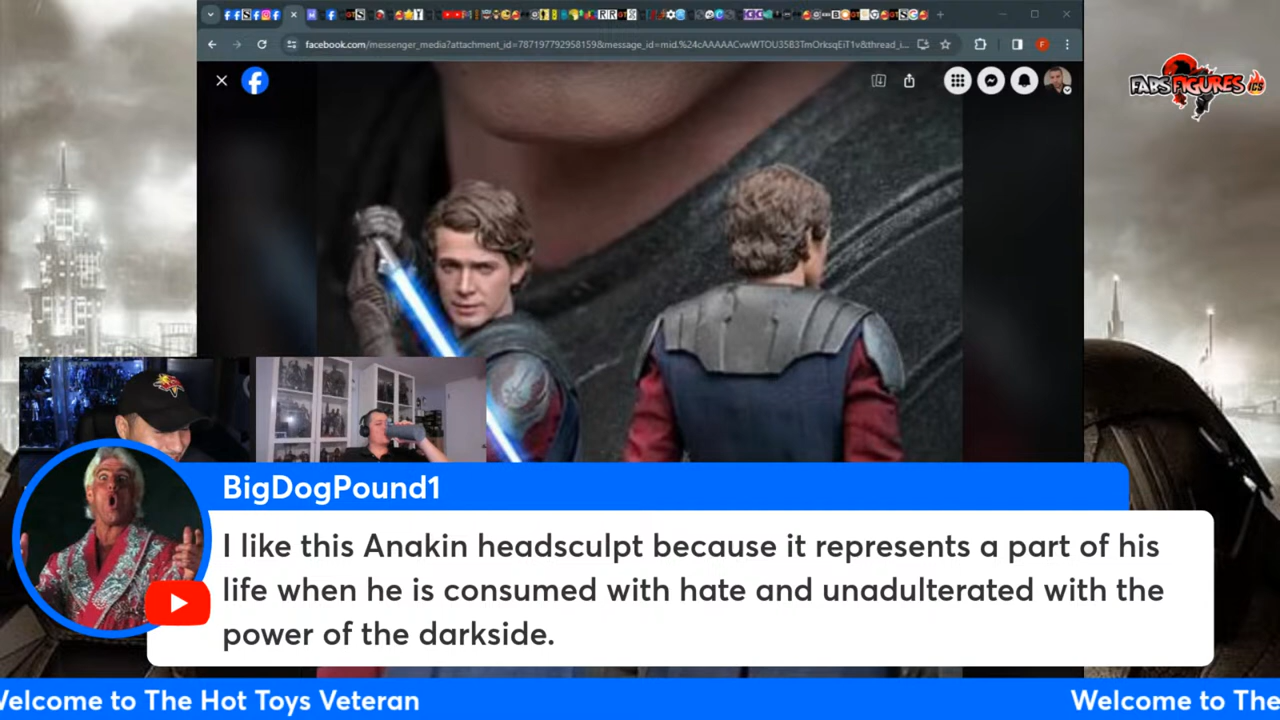 facebook.com/messenger_media?attachment_id=787197792958159&message_id=mid.%24cAAAAACvwWTOU35B3TmOrksqEiT1v&thread_i...
FABS FIGURES
ICS
BigDogPound1
I like this Anakin headsculpt because it represents a part of his
life when he is consumed with hate and unadulterated with the
power of the darkside.
Welcome to The Hot Toys Veteran
Welcome to The